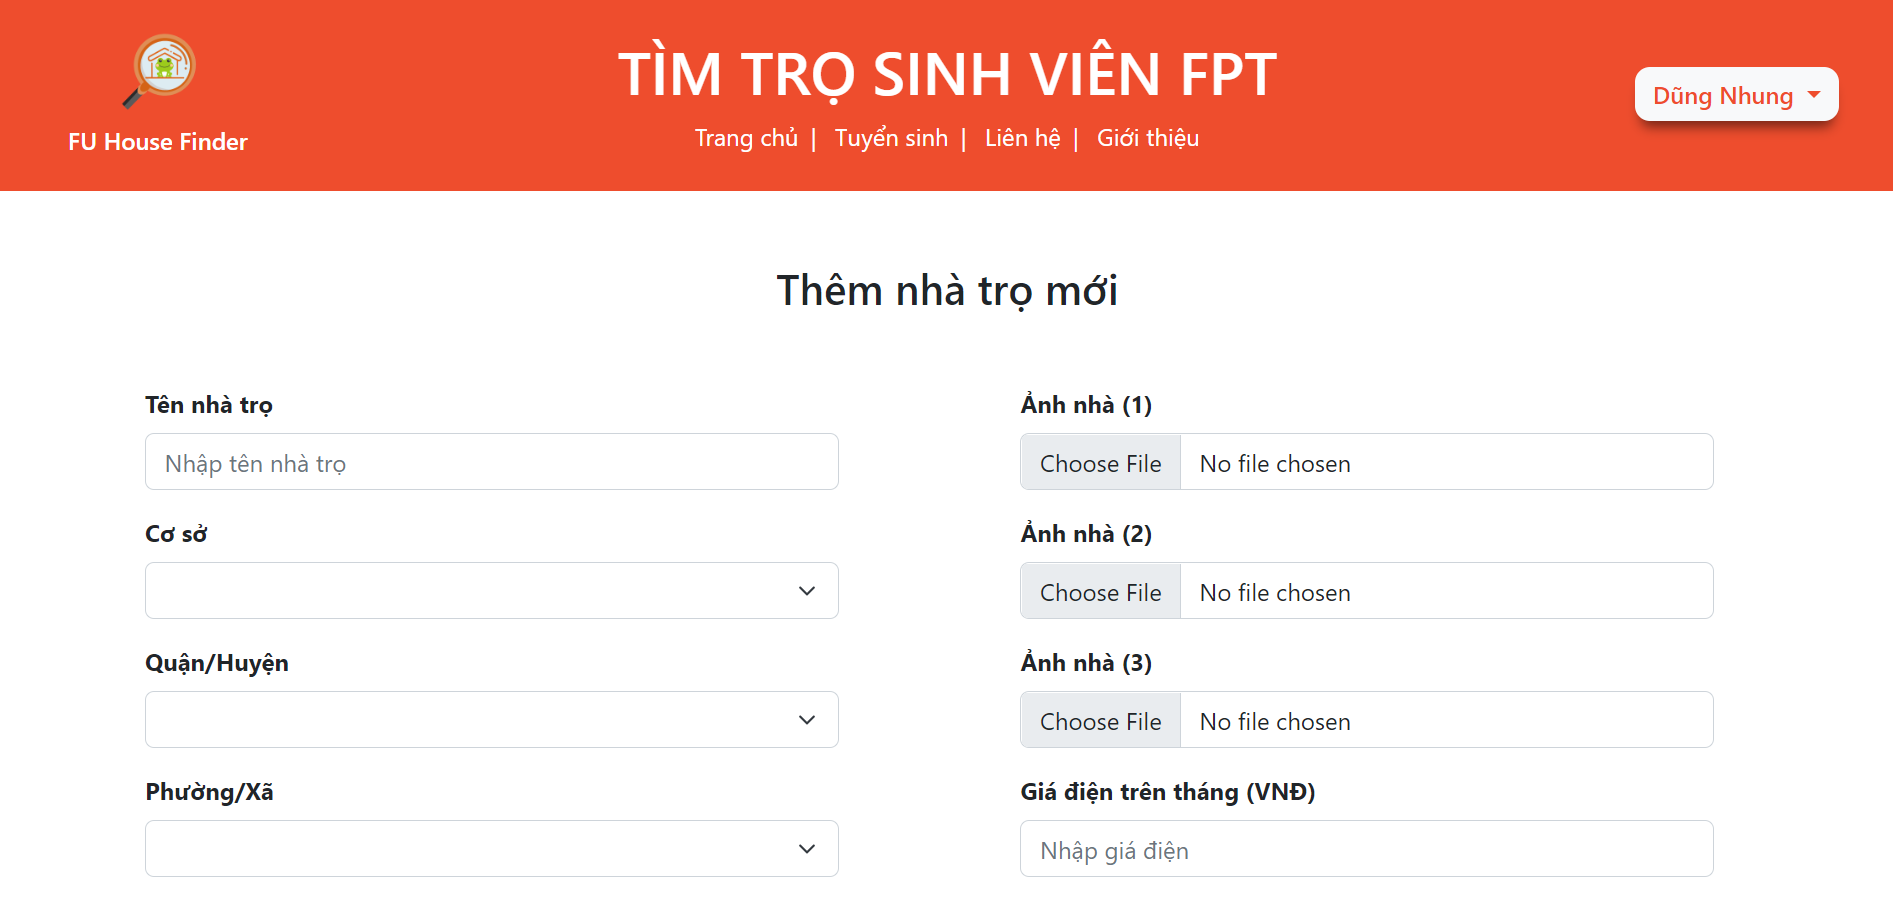 FU House Finder
TÌM TRỌ SINH VIÊN FPT
Trang chủ | Tuyển sinh | Liên hệ | Giới thiệu
Dũng Nhung
Thêm nhà trọ mới
Tên nhà trọ
Nhập tên nhà trọ
Cơ sở
Quận/Huyện
Phường/Xã
Ảnh nhà (1)
Choose File No file chosen
Ảnh nhà (2)
Choose File No file chosen
Ảnh nhà (3)
Choose File No file chosen
Giá điện trên tháng (VNĐ)
Nhập giá điện